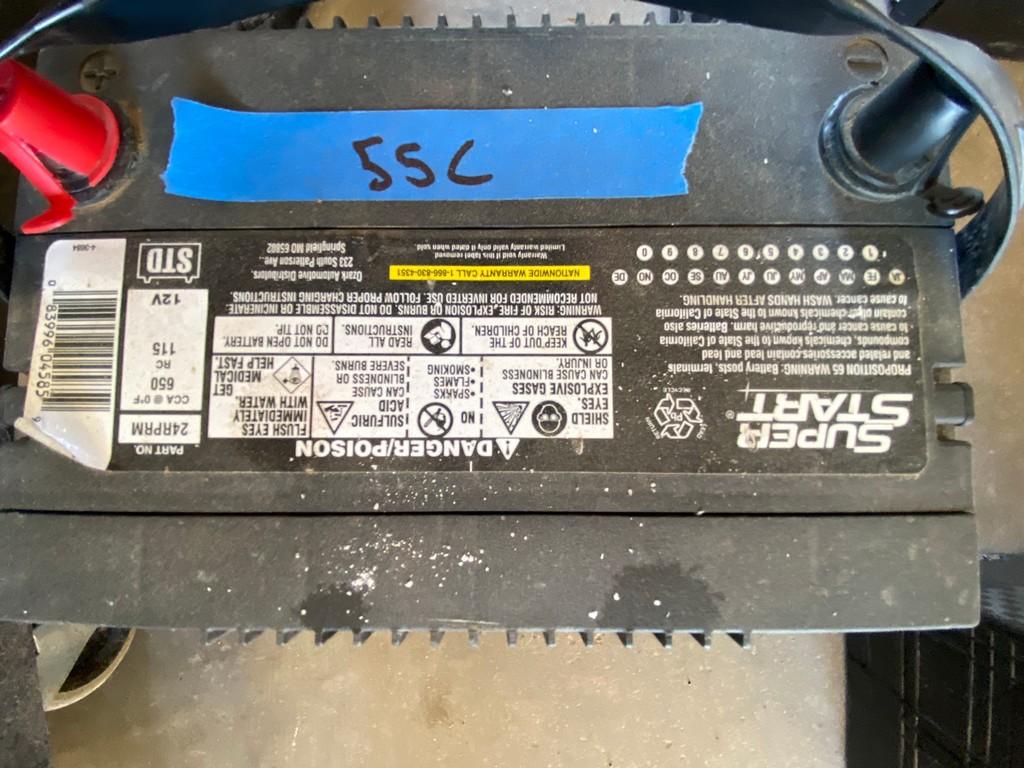 55C
SUPER
START®
PROPOSITION 65 WARNING: Battery posts, terminals
and related accessories contain lead and lead
compounds, chemicals known to the State of California
to cause cancer and reproductive harm. Batteries also
contain other chemicals known to the State of California
to cause cancer. WASH HANDS AFTER HANDLING.
JA FE MA AP MY JU JY AU SE OC NO DE
1 2 3 4 5 6 7 8 9 0
LEAD
RETURN
RECYCLE
Pb
DANGER/POISON
SHIELD
EYES.
EXPLOSIVE GASES
CAN CAUSE BLINDNESS
OR INJURY.
NO
•SPARKS
•FLAMES
•SMOKING
SULFURIC
ACID
CAN CAUSE
BLINDNESS OR
SEVERE BURNS.
FLUSH EYES
IMMEDIATELY
WITH WATER.
GET
MEDICAL
HELP FAST.
KEEP OUT OF THE
REACH OF CHILDREN.
READ ALL
INSTRUCTIONS.
DO NOT TIP.
DO NOT OPEN BATTERY.
WARNING: RISK OF FIRE, EXPLOSION OR BURNS. DO NOT DISASSEMBLE OR INCINERATE
NOT RECOMMENDED FOR INVERTED USE. FOLLOW PROPER CHARGING INSTRUCTIONS.
NATIONWIDE WARRANTY CALL 1-866-830-4351
Warranty void if this label removed
Limited warranty valid only if dated when sold.
Ozark Automotive Distributors,
233 South Patterson Ave.,
Springfield MO 65802
PART NO.
24RPRM
CCA @ 0°F
650
RC
115
12V
STD
0 83996 04585 9
4-3684